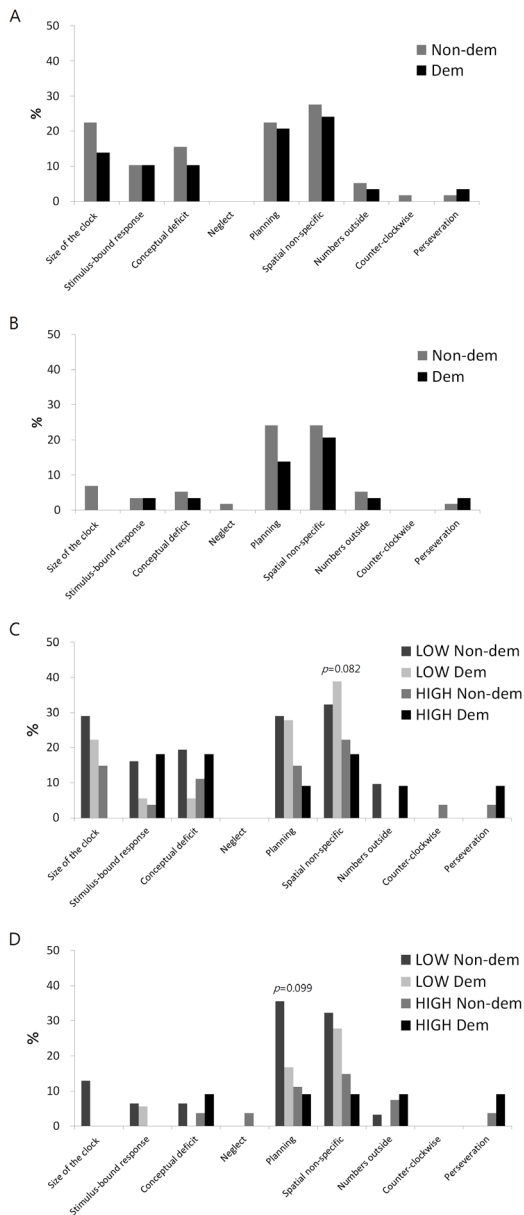 A
50
40
30
20
10
0
%
Non-dem
Dem
Size of the clock
Stimulus-bound response
Conceptual deficit
Neglect
Planning
Spatial non-specific
Numbers outside
Counter-clockwise
Perseveration
B
50
40
30
20
10
0
%
Non-dem
Dem
Size of the clock
Stimulus-bound response
Conceptual deficit
Neglect
Planning
Spatial non-specific
Numbers outside
Counter-clockwise
Perseveration
C
50
40
30
20
10
0
%
p=0.082
LOW Non-dem
LOW Dem
HIGH Non-dem
HIGH Dem
Size of the clock
Stimulus-bound response
Conceptual deficit
Neglect
Planning
Spatial non-specific
Numbers outside
Counter-clockwise
Perseveration
D
50
40
30
20
10
0
%
p=0.099
LOW Non-dem
LOW Dem
HIGH Non-dem
HIGH Dem
Size of the clock
Stimulus-bound response
Conceptual deficit
Neglect
Planning
Spatial non-specific
Numbers outside
Counter-clockwise
Perseveration